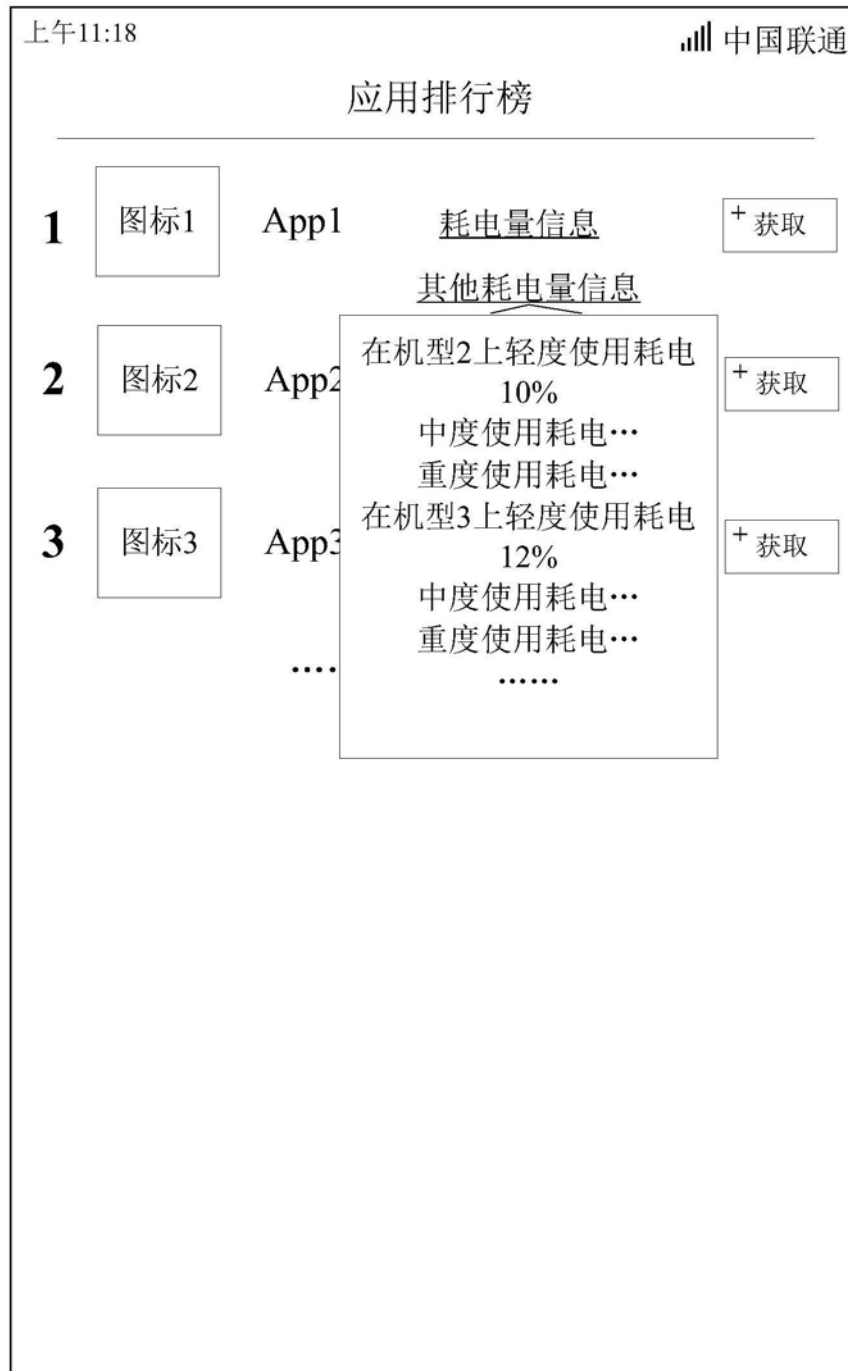 上午11:18 中国联通
应用排行榜
1 图标1 App1 耗电量信息 + 获取
其他耗电量信息
2 图标2 App2 + 获取
在机型2上轻度使用耗电
10%
中度使用耗电…
重度使用耗电…
3 图标3 App3 + 获取
在机型3上轻度使用耗电
12%
中度使用耗电…
重度使用耗电…
……
….